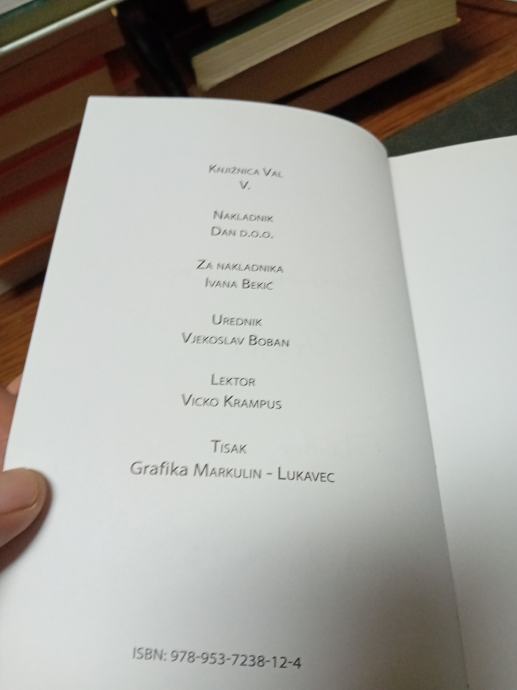 Knjižnica Val
V.
Nakladnik
Dan d.o.o.
Za nakladnika
Ivana Bekić
Urednik
Vjekoslav Boban
Lektor
Vicko Krampus
Tisak
Grafika Markulin - Lukavec
ISBN: 978-953-7238-12-4